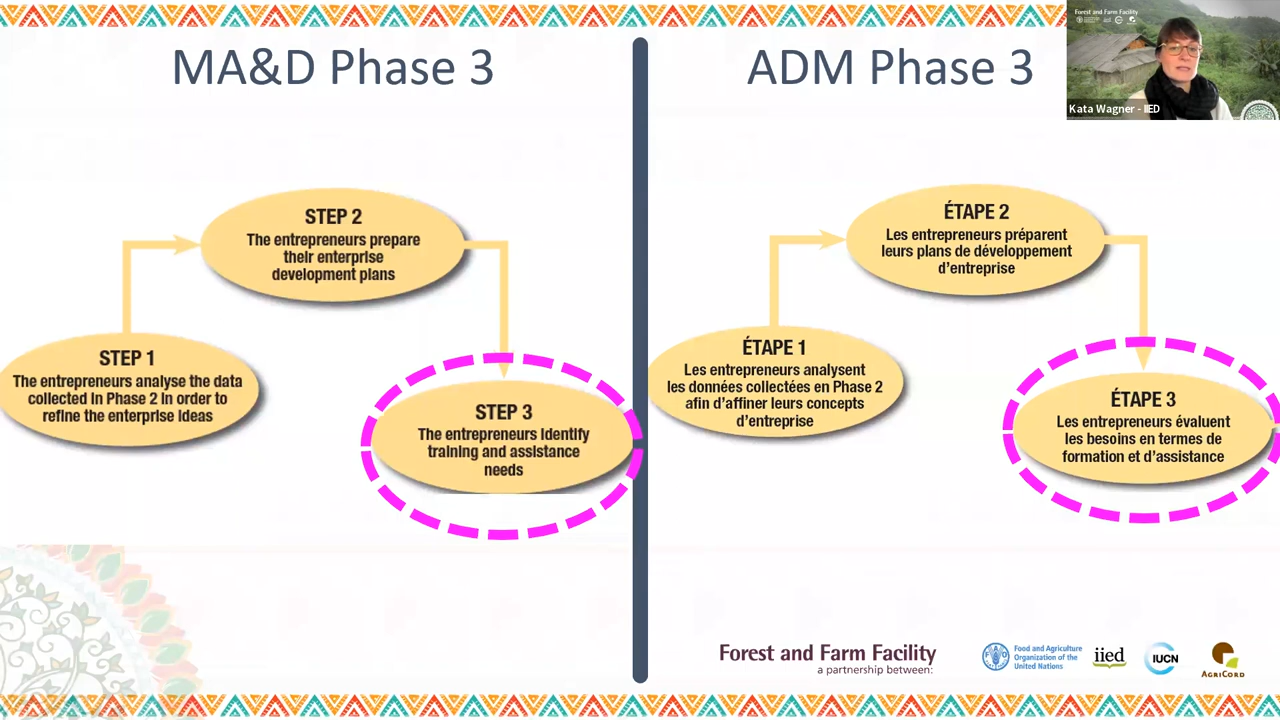 MA&D Phase 3
STEP 2
The entrepreneurs prepare
their enterprise
development plans
STEP 1
The entrepreneurs analyse the data
collected in Phase 2 in order to
refine the enterprise ideas
STEP 3
The entrepreneurs identify
training and assistance
needs
ADM Phase 3
ÉTAPE 2
Les entrepreneurs préparent
leurs plans de développement
d'entreprise
ÉTAPE 1
Les entrepreneurs analysent
les données collectées en Phase 2
afin d'affiner leurs concepts
d'entreprise
ÉTAPE 3
Les entrepreneurs évaluent
les besoins en termes de
formation et d'assistance
Forest and Farm Facility
Kata Wagner - IIED
Forest and Farm Facility
a partnership between:
Food and Agriculture
Organization of the
United Nations
iied
IUCN
AGRICORD